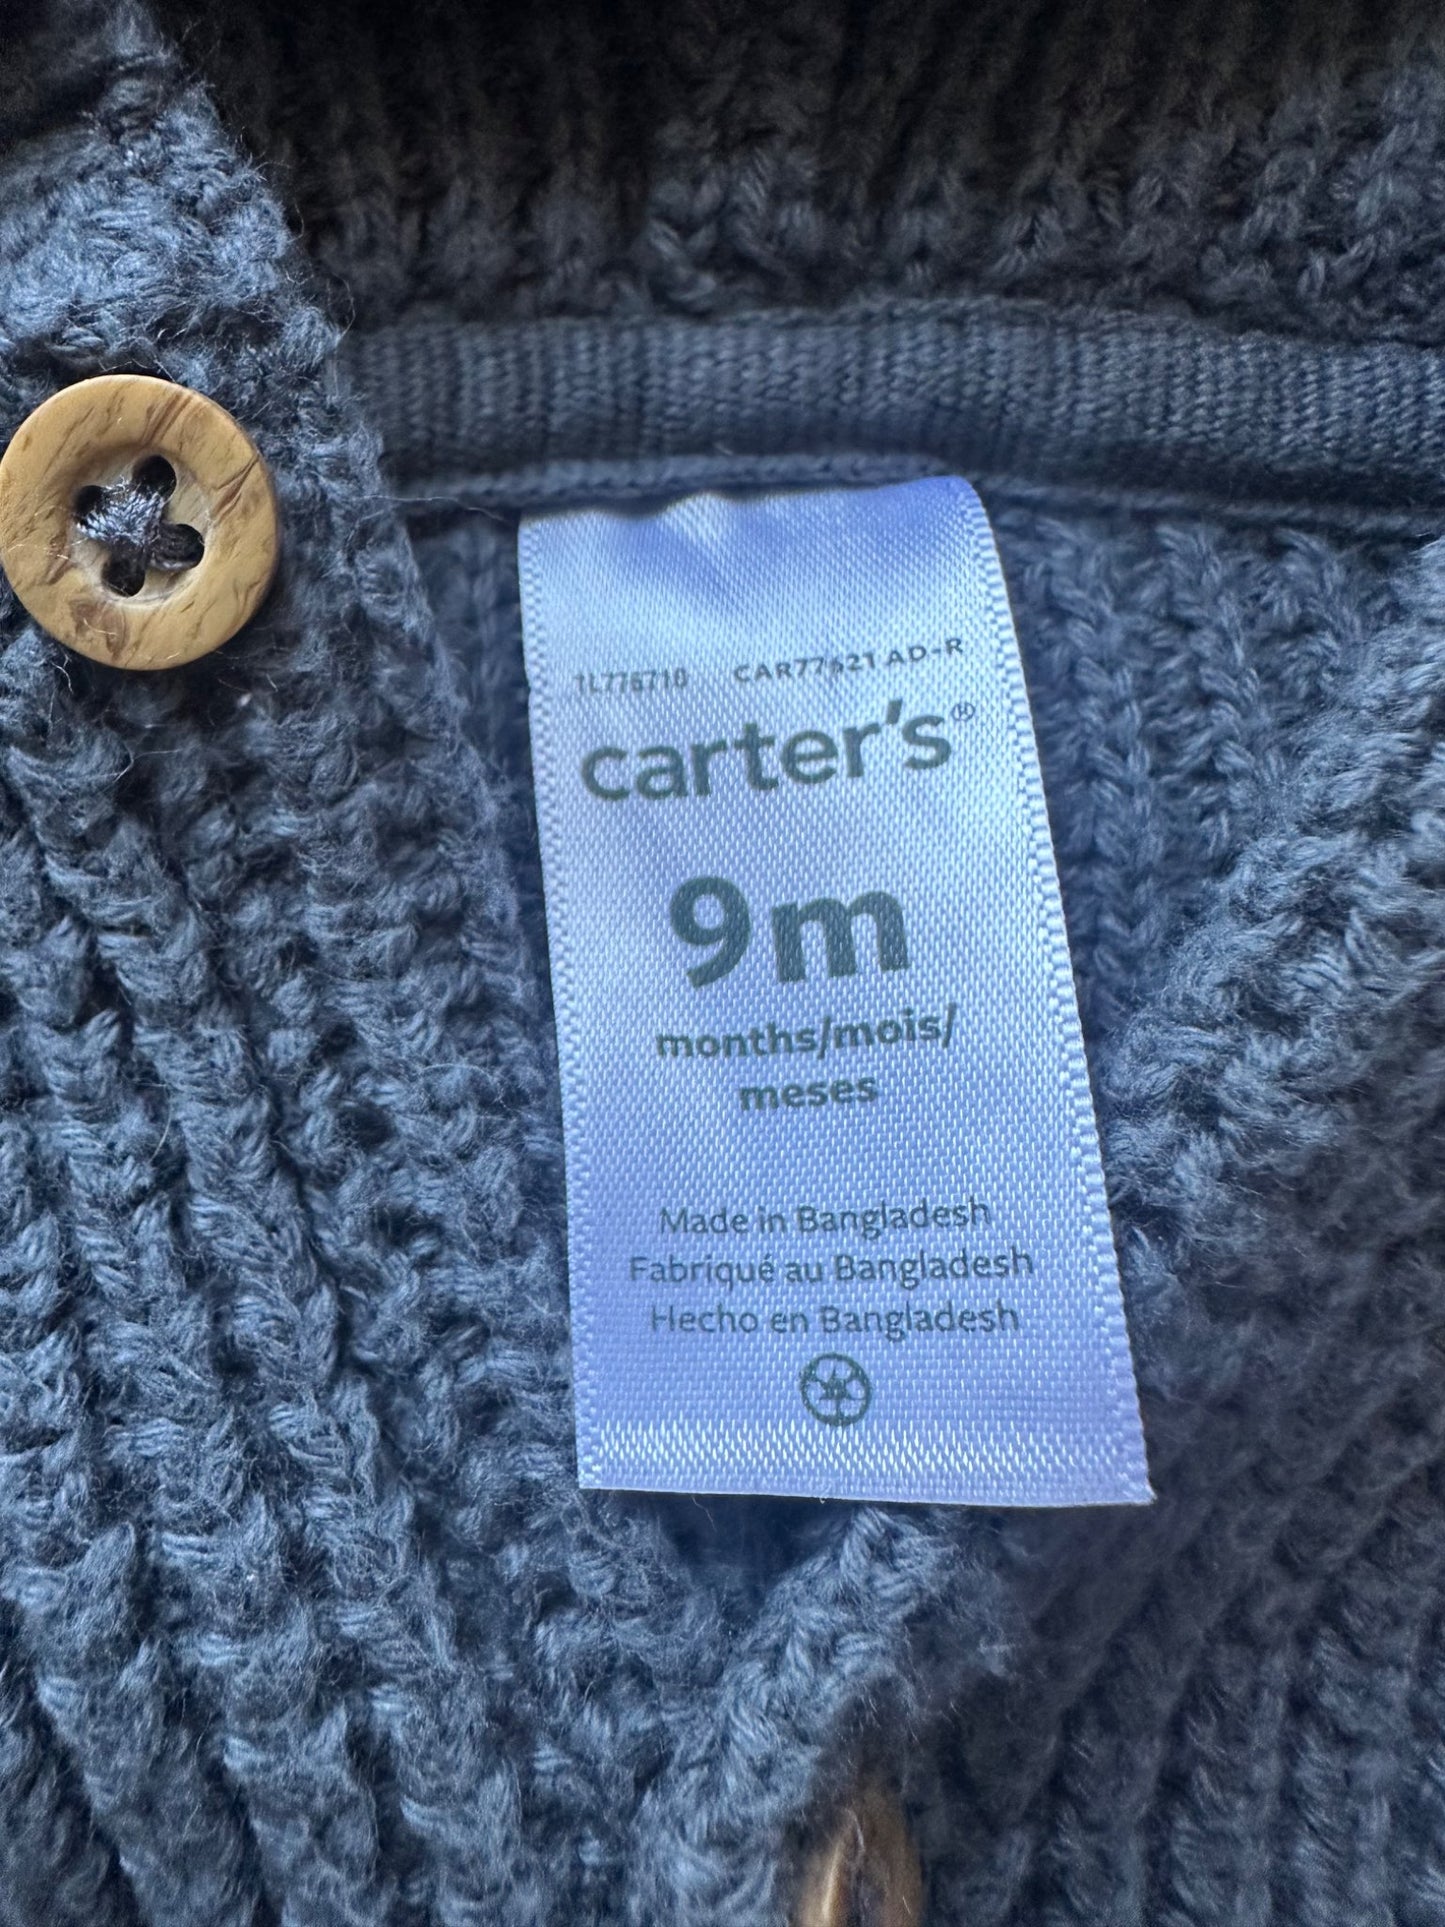 1L776710 CAR77621 AD-R
carter's®
9m
months/mois/
meses
Made in Bangladesh
Fabriqué au Bangladesh
Hecho en Bangladesh